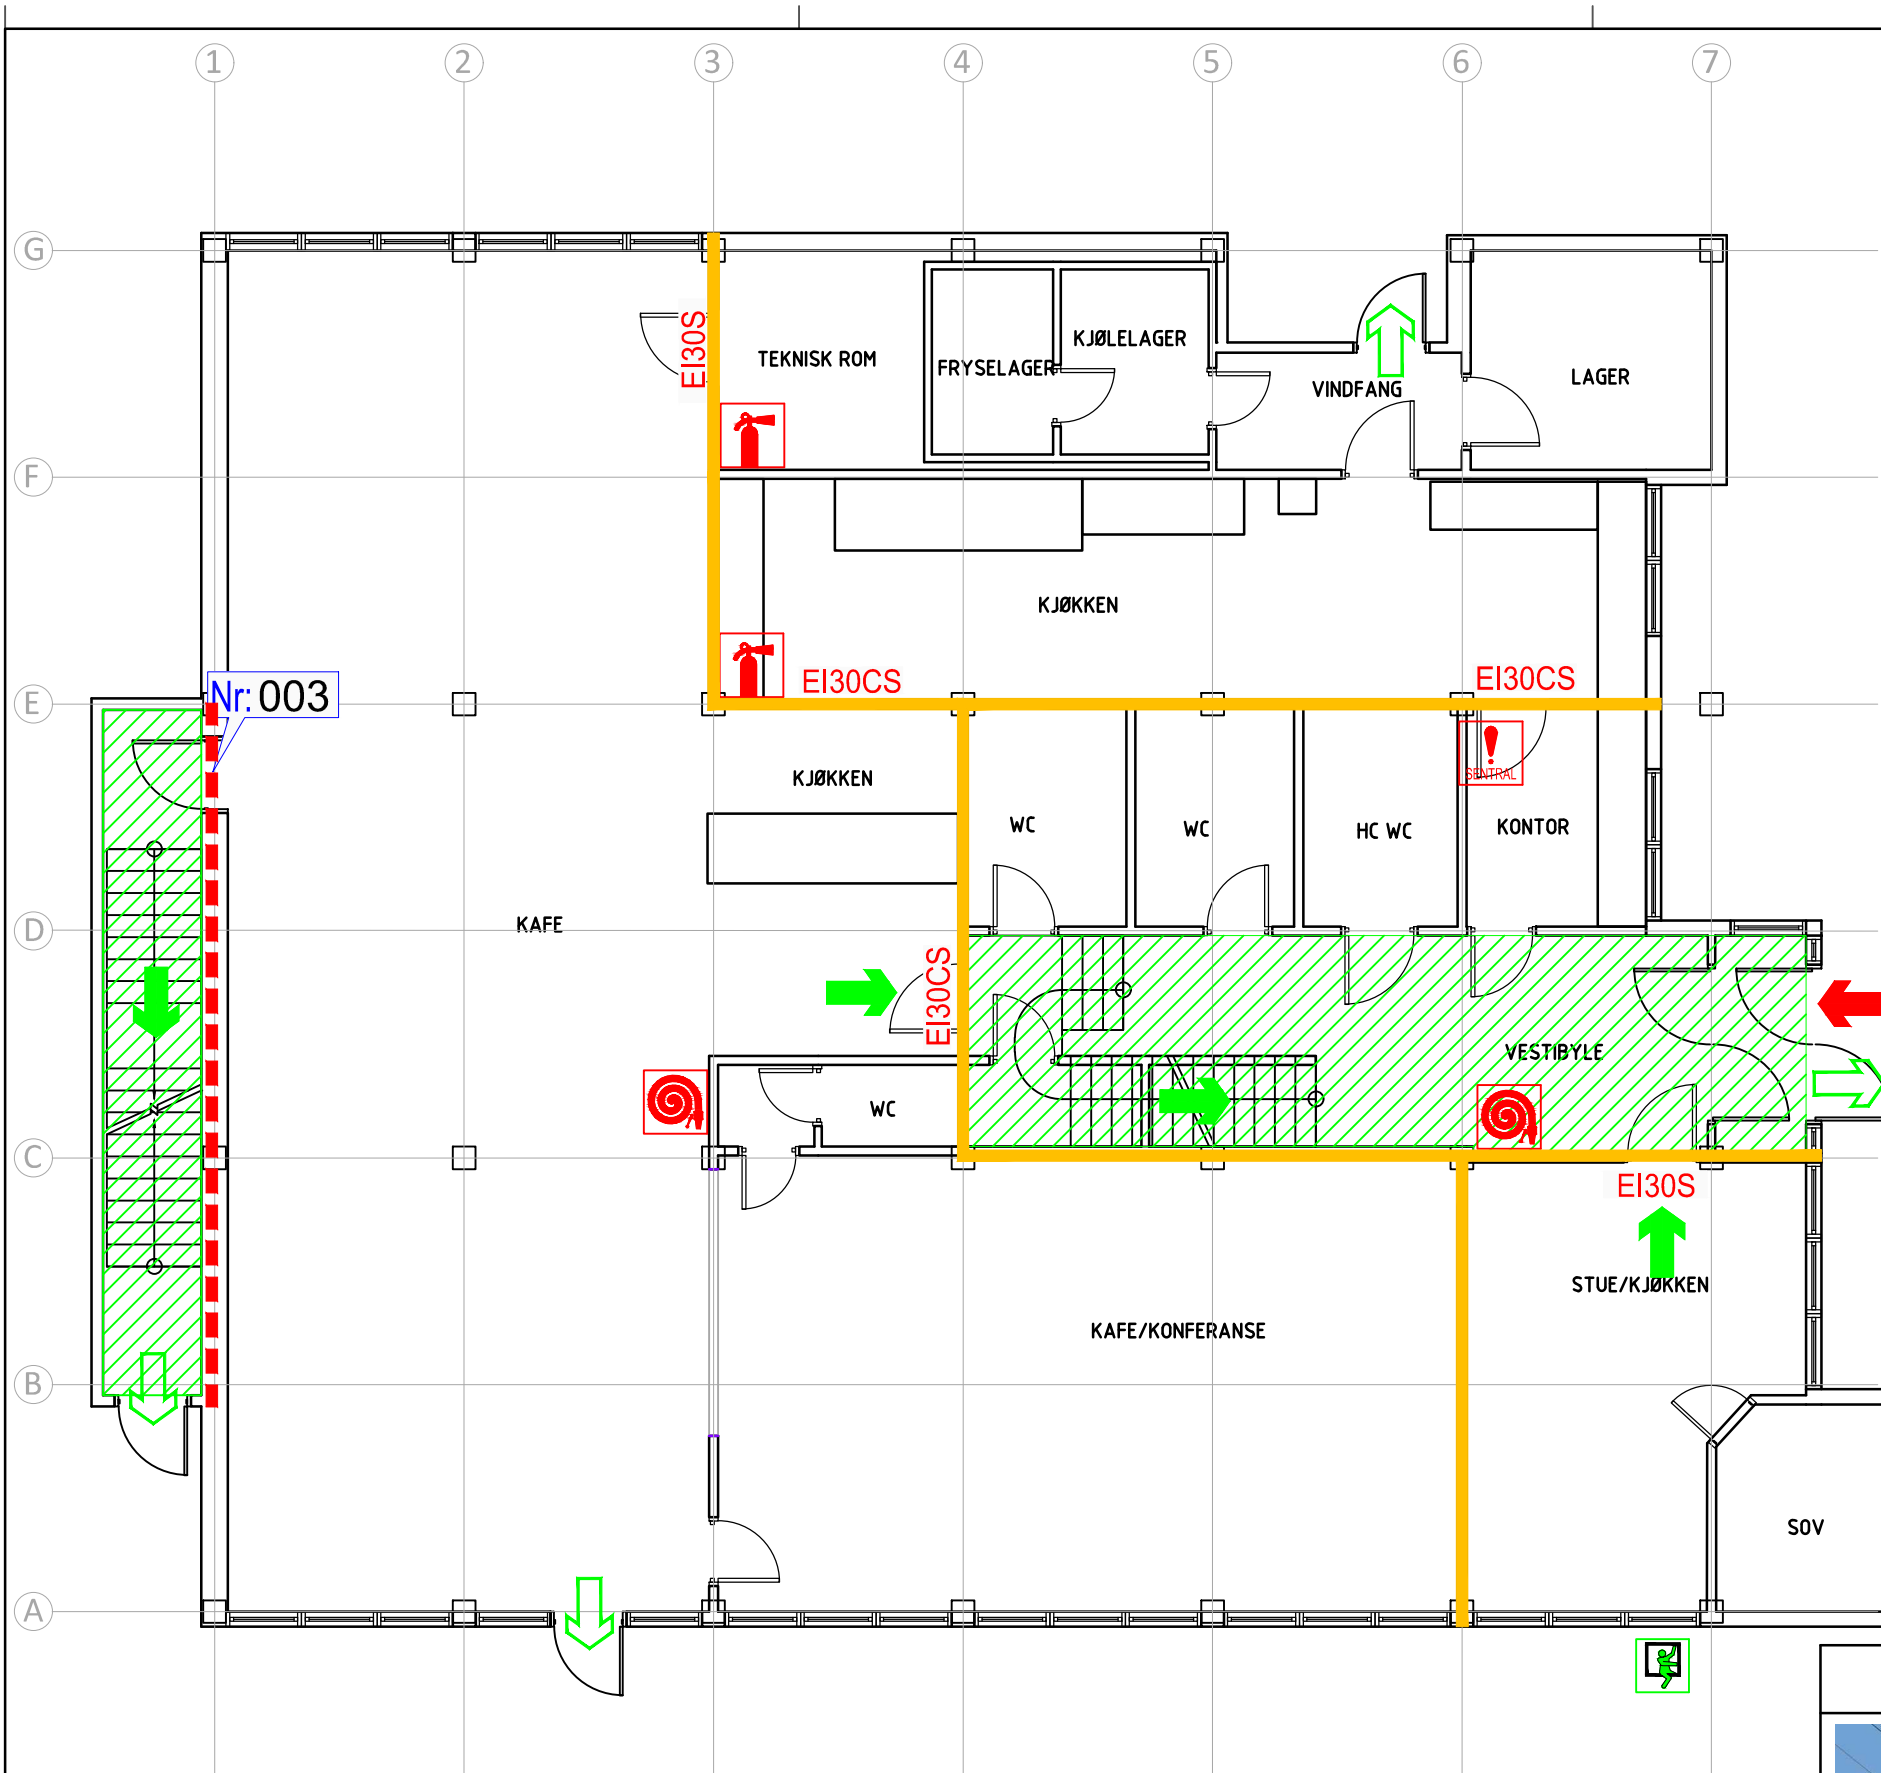 1 2 3 4 5 6 7
G
EI30S
TEKNISK ROM
FRYSELAGER
KJØLELAGER
VINDFANG
LAGER
F
KJØKKEN
EI30CS
EI30CS
E
Nr: 003
SENTRAL
KJØKKEN
WC
WC
HC WC
KONTOR
KAFE
D
EI30CS
VESTIBYLE
WC
C
EI30S
STUE/KJØKKEN
KAFE/KONFERANSE
B
SOV
A